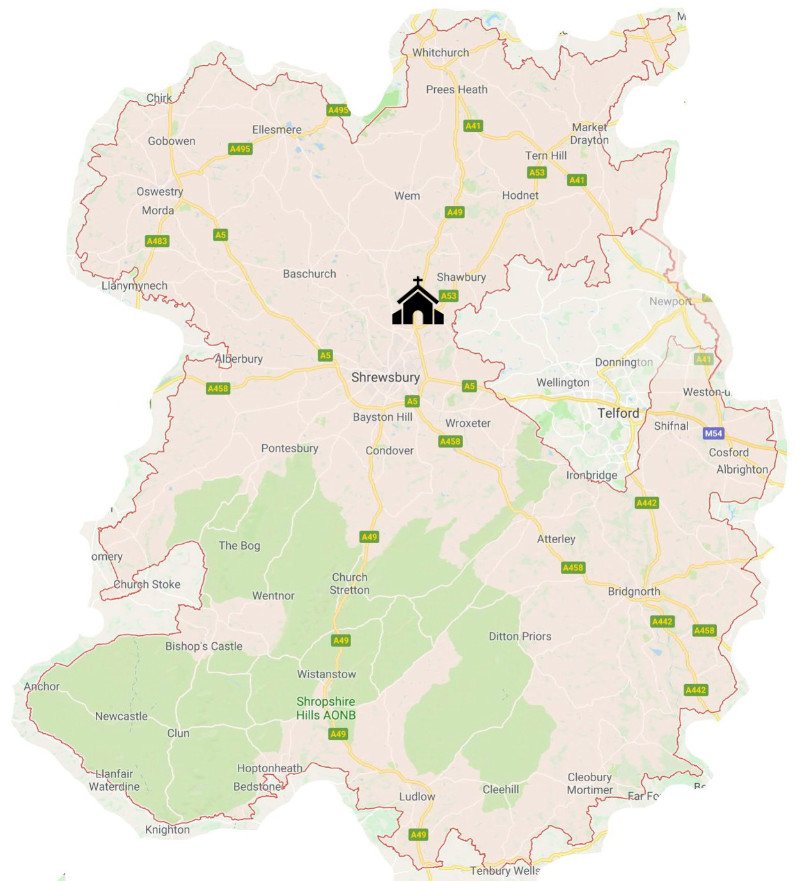 M
Whitchurch
Prees Heath
Chirk
A495
Ellesmere
A41
Market
Drayton
Gobowen
A495
Tern Hill
A53
A41
Oswestry
Wem
Hodnet
Morda
A49
A5
A483
Baschurch
Shawbury
Llanymynech
A53
Newport
Alberbury
A5
Donnington
A41
Shrewsbury
A458
A5
Wellington
Weston-u
A5
Bayston Hill
Wroxeter
Telford
Shifnal
M54
Pontesbury
Condover
A458
Cosford
Albrighton
Ironbridge
A442
The Bog
A49
Atterley
omery
Church Stoke
Church
Stretton
A458
Wentnor
Bridgnorth
A442
A458
Bishop's Castle
A49
Ditton Priors
Wistanstow
Anchor
A442
Shropshire
Hills AONB
Newcastle
Clun
A49
Llanfair
Waterdine
Hoptonheath
Bedstone
Ludlow
Cleehill
Cleobury
Mortimer
Far Fo
Knighton
A49
Tenbury Wells